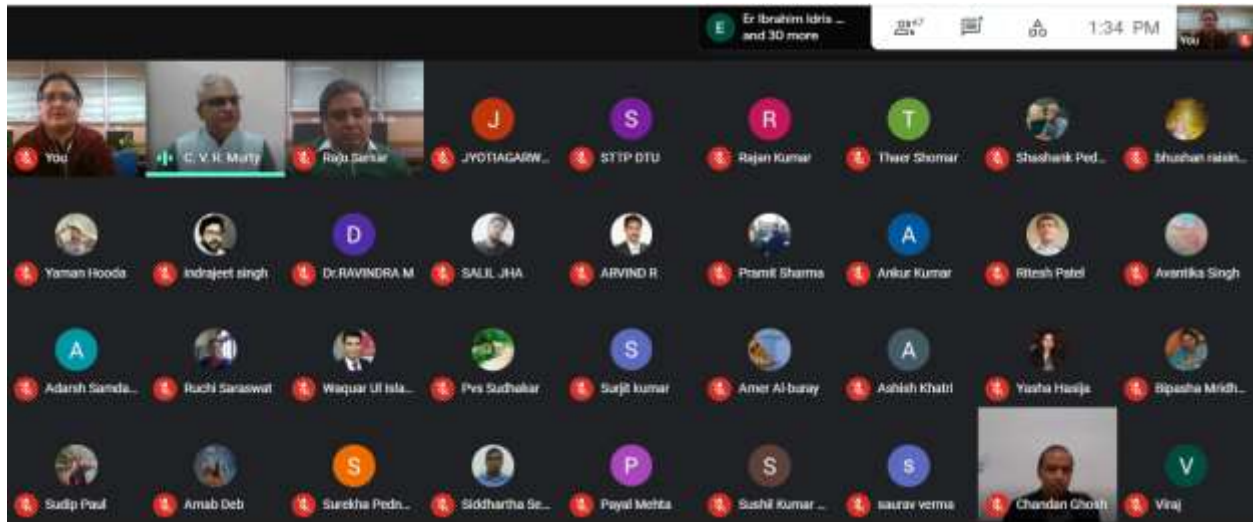 E
Er Ibrahim Idris ...
and 30 more
1:34 PM
You
You
C. V. R. Murty
Raju Sarkar
J
JYOTIAGARW...
S
STTP DTU
R
Rajan Kumar
T
Thaer Shomar
Shashank Ped...
bhushan raisin...
Yaman Hooda
indrajeet singh
D
Dr.RAVINDRA M
SALIL JHA
ARVIND R
Pramit Sharma
A
Ankur Kumar
Ritesh Patel
Avantika Singh
A
Adarsh Samda...
Ruchi Saraswat
Waquar Ul Isla...
Pvs Sudhakar
S
Surjit kumar
Amer Al-buray
A
Ashish Khatri
Yasha Hasija
Bipasha Mridh...
Sudip Paul
Arnab Deb
S
Surekha Pedn...
Siddhartha Se...
P
Payal Mehta
S
Sushil Kumar ...
s
saurav verma
Chandan Ghosh
V
Viraj